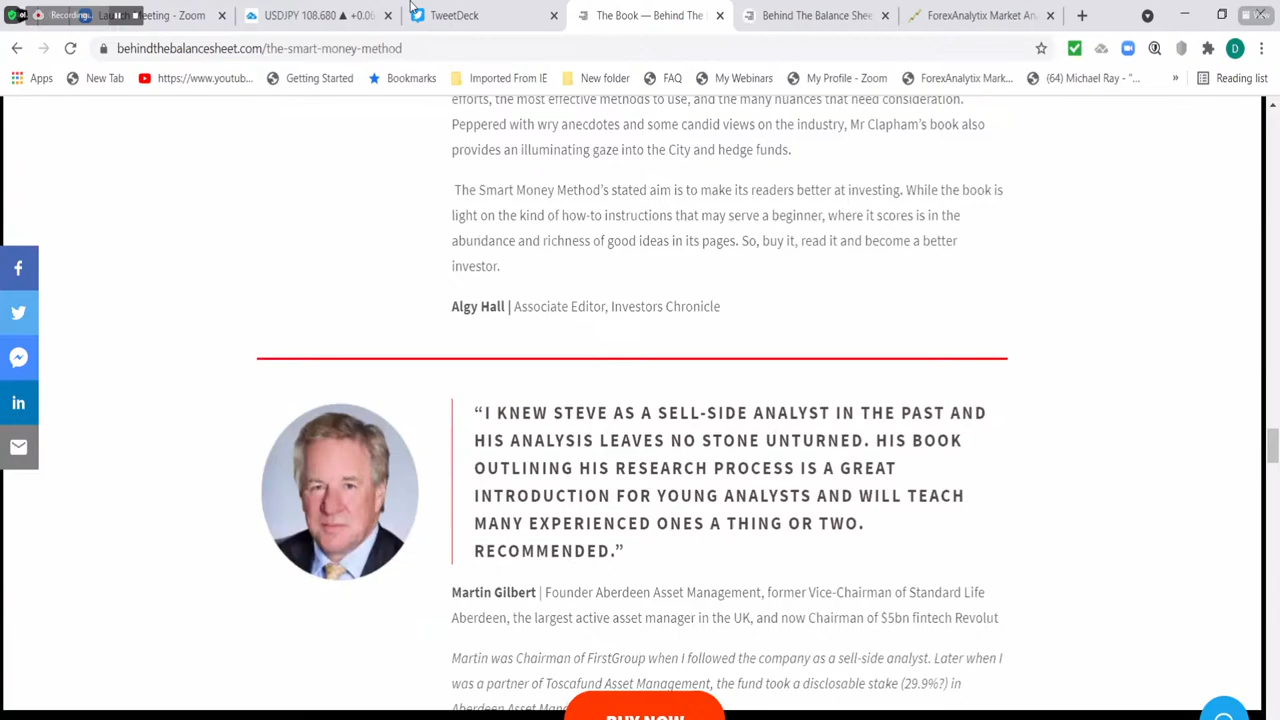 Launch Meeting - Zoom
USDJPY 108.680 ▲ +0.0
TweetDeck
The Book — Behind The
Behind The Balance Shee
ForexAnalytix Market An
Recording...
behindthebalancesheet.com/the-smart-money-method
D
Apps
New Tab
https://www.youtub...
Getting Started
Bookmarks
Imported From IE
New folder
FAQ
My Webinars
My Profile - Zoom
ForexAnalytix Mark...
(64) Michael Ray - "...
»
Reading list
efforts, the most effective methods to use, and the many nuances that need consideration.
Peppered with wry anecdotes and some candid views on the industry, Mr Clapham's book also
provides an illuminating gaze into the City and hedge funds.
The Smart Money Method's stated aim is to make its readers better at investing. While the book is
light on the kind of how-to instructions that may serve a beginner, where it scores is in the
abundance and richness of good ideas in its pages. So, buy it, read it and become a better
investor.
Algy Hall | Associate Editor, Investors Chronicle
“I KNEW STEVE AS A SELL-SIDE ANALYST IN THE PAST AND
HIS ANALYSIS LEAVES NO STONE UNTURNED. HIS BOOK
OUTLINING HIS RESEARCH PROCESS IS A GREAT
INTRODUCTION FOR YOUNG ANALYSTS AND WILL TEACH
MANY EXPERIENCED ONES A THING OR TWO.
RECOMMENDED.”
Martin Gilbert | Founder Aberdeen Asset Management, former Vice-Chairman of Standard Life
Aberdeen, the largest active asset manager in the UK, and now Chairman of $5bn fintech Revolut
Martin was Chairman of FirstGroup when I followed the company as a sell-side analyst. Later when I
was a partner of Toscafund Asset Management, the fund took a disclosable stake (29.9%?) in
Aberdeen Asset Man
BUY NOW